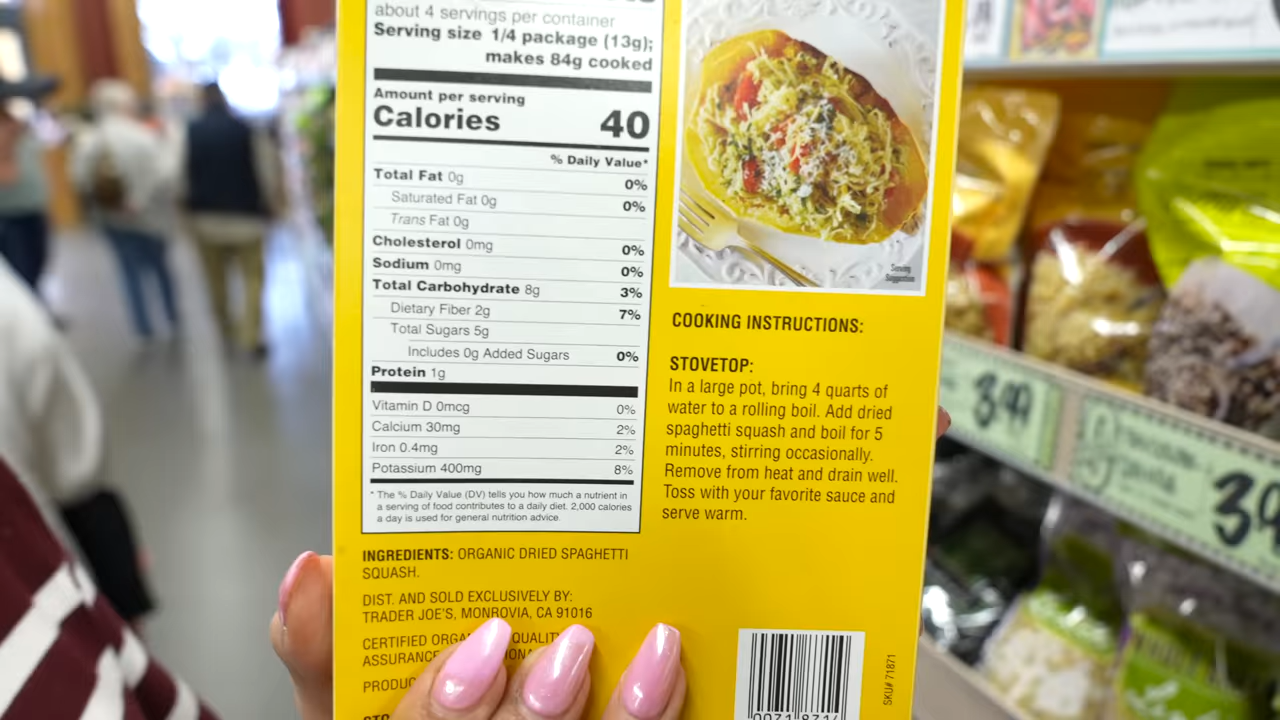 about 4 servings per container
Serving size 1/4 package (13g);
makes 84g cooked
Amount per serving
Calories 40
% Daily Value*
Total Fat 0g 0%
Saturated Fat 0g 0%
Trans Fat 0g
Cholesterol 0mg 0%
Sodium 0mg 0%
Total Carbohydrate 8g 3%
Dietary Fiber 2g 7%
Total Sugars 5g
Includes 0g Added Sugars 0%
Protein 1g
Vitamin D 0mcg 0%
Calcium 30mg 2%
Iron 0.4mg 2%
Potassium 400mg 8%
* The % Daily Value (DV) tells you how much a nutrient in
a serving of food contributes to a daily diet. 2,000 calories
a day is used for general nutrition advice.
INGREDIENTS: ORGANIC DRIED SPAGHETTI
SQUASH.
DIST. AND SOLD EXCLUSIVELY BY:
TRADER JOE'S, MONROVIA, CA 91016
CERTIFIED
ASSURANCE
Serving
Suggestion
COOKING INSTRUCTIONS:
STOVETOP:
In a large pot, bring 4 quarts of
water to a rolling boil. Add dried
spaghetti squash and boil for 5
minutes, stirring occasionally.
Remove from heat and drain well.
Toss with your favorite sauce and
serve warm.
SKU# 71871
3.99